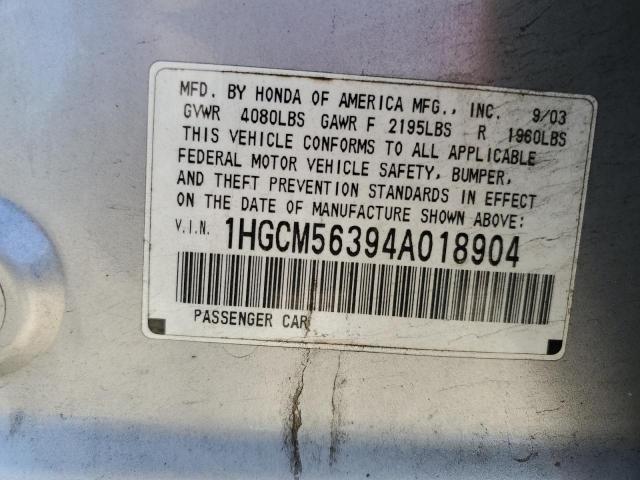 MFD. BY HONDA OF AMERICA MFG., INC. 9/03
GVWR 4080LBS GAWR F 2195LBS R 1960LBS
THIS VEHICLE CONFORMS TO ALL APPLICABLE
FEDERAL MOTOR VEHICLE SAFETY, BUMPER,
AND THEFT PREVENTION STANDARDS IN EFFECT
ON THE DATE OF MANUFACTURE SHOWN ABOVE:
V.I.N. 1HGCM56394A018904
PASSENGER CAR